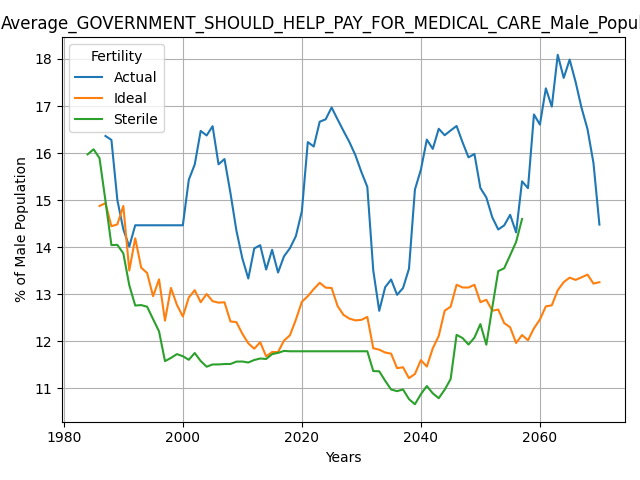 Average_GOVERNMENT_SHOULD_HELP_PAY_FOR_MEDICAL_CARE_Male_Popul
Fertility
Actual
Ideal
Sterile
% of Male Population
18
17
16
15
14
13
12
11
1980 2000 2020 2040 2060
Years